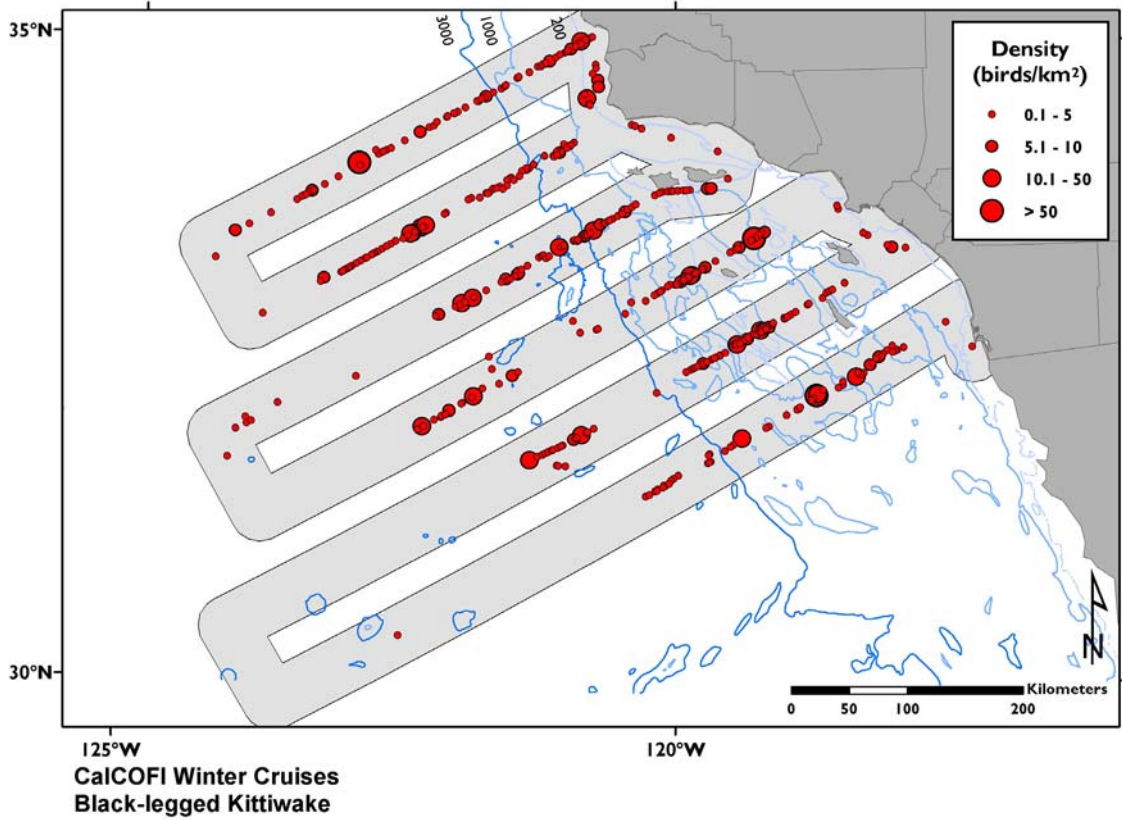 35°N
3000
1000
200
Density
(birds/km²)
0.1 - 5
5.1 - 10
10.1 - 50
> 50
30°N
N
Kilometers
0 50 100 200
125°W 120°W
CalCOFI Winter Cruises
Black-legged Kittiwake